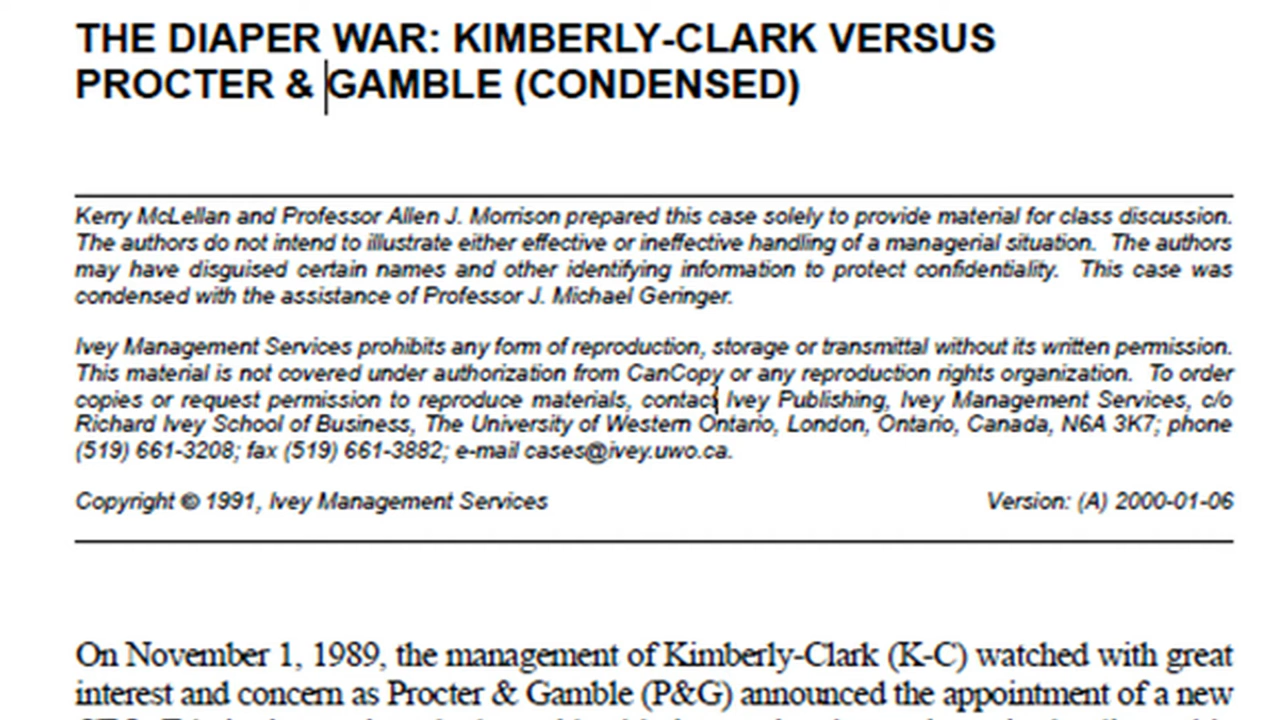 THE DIAPER WAR: KIMBERLY-CLARK VERSUS
PROCTER & GAMBLE (CONDENSED)
Kerry McLellan and Professor Allen J. Morrison prepared this case solely to provide material for class discussion.
The authors do not intend to illustrate either effective or ineffective handling of a managerial situation. The authors
may have disguised certain names and other identifying information to protect confidentiality. This case was
condensed with the assistance of Professor J. Michael Geringer.
Ivey Management Services prohibits any form of reproduction, storage or transmittal without its written permission.
This material is not covered under authorization from CanCopy or any reproduction rights organization. To order
copies or request permission to reproduce materials, contact Ivey Publishing, Ivey Management Services, c/o
Richard Ivey School of Business, The University of Western Ontario, London, Ontario, Canada, N6A 3K7; phone
(519) 661-3208; fax (519) 661-3882; e-mail cases@ivey.uwo.ca.
Copyright © 1991, Ivey Management Services Version: (A) 2000-01-06
On November 1, 1989, the management of Kimberly-Clark (K-C) watched with great
interest and concern as Procter & Gamble (P&G) announced the appointment of a new